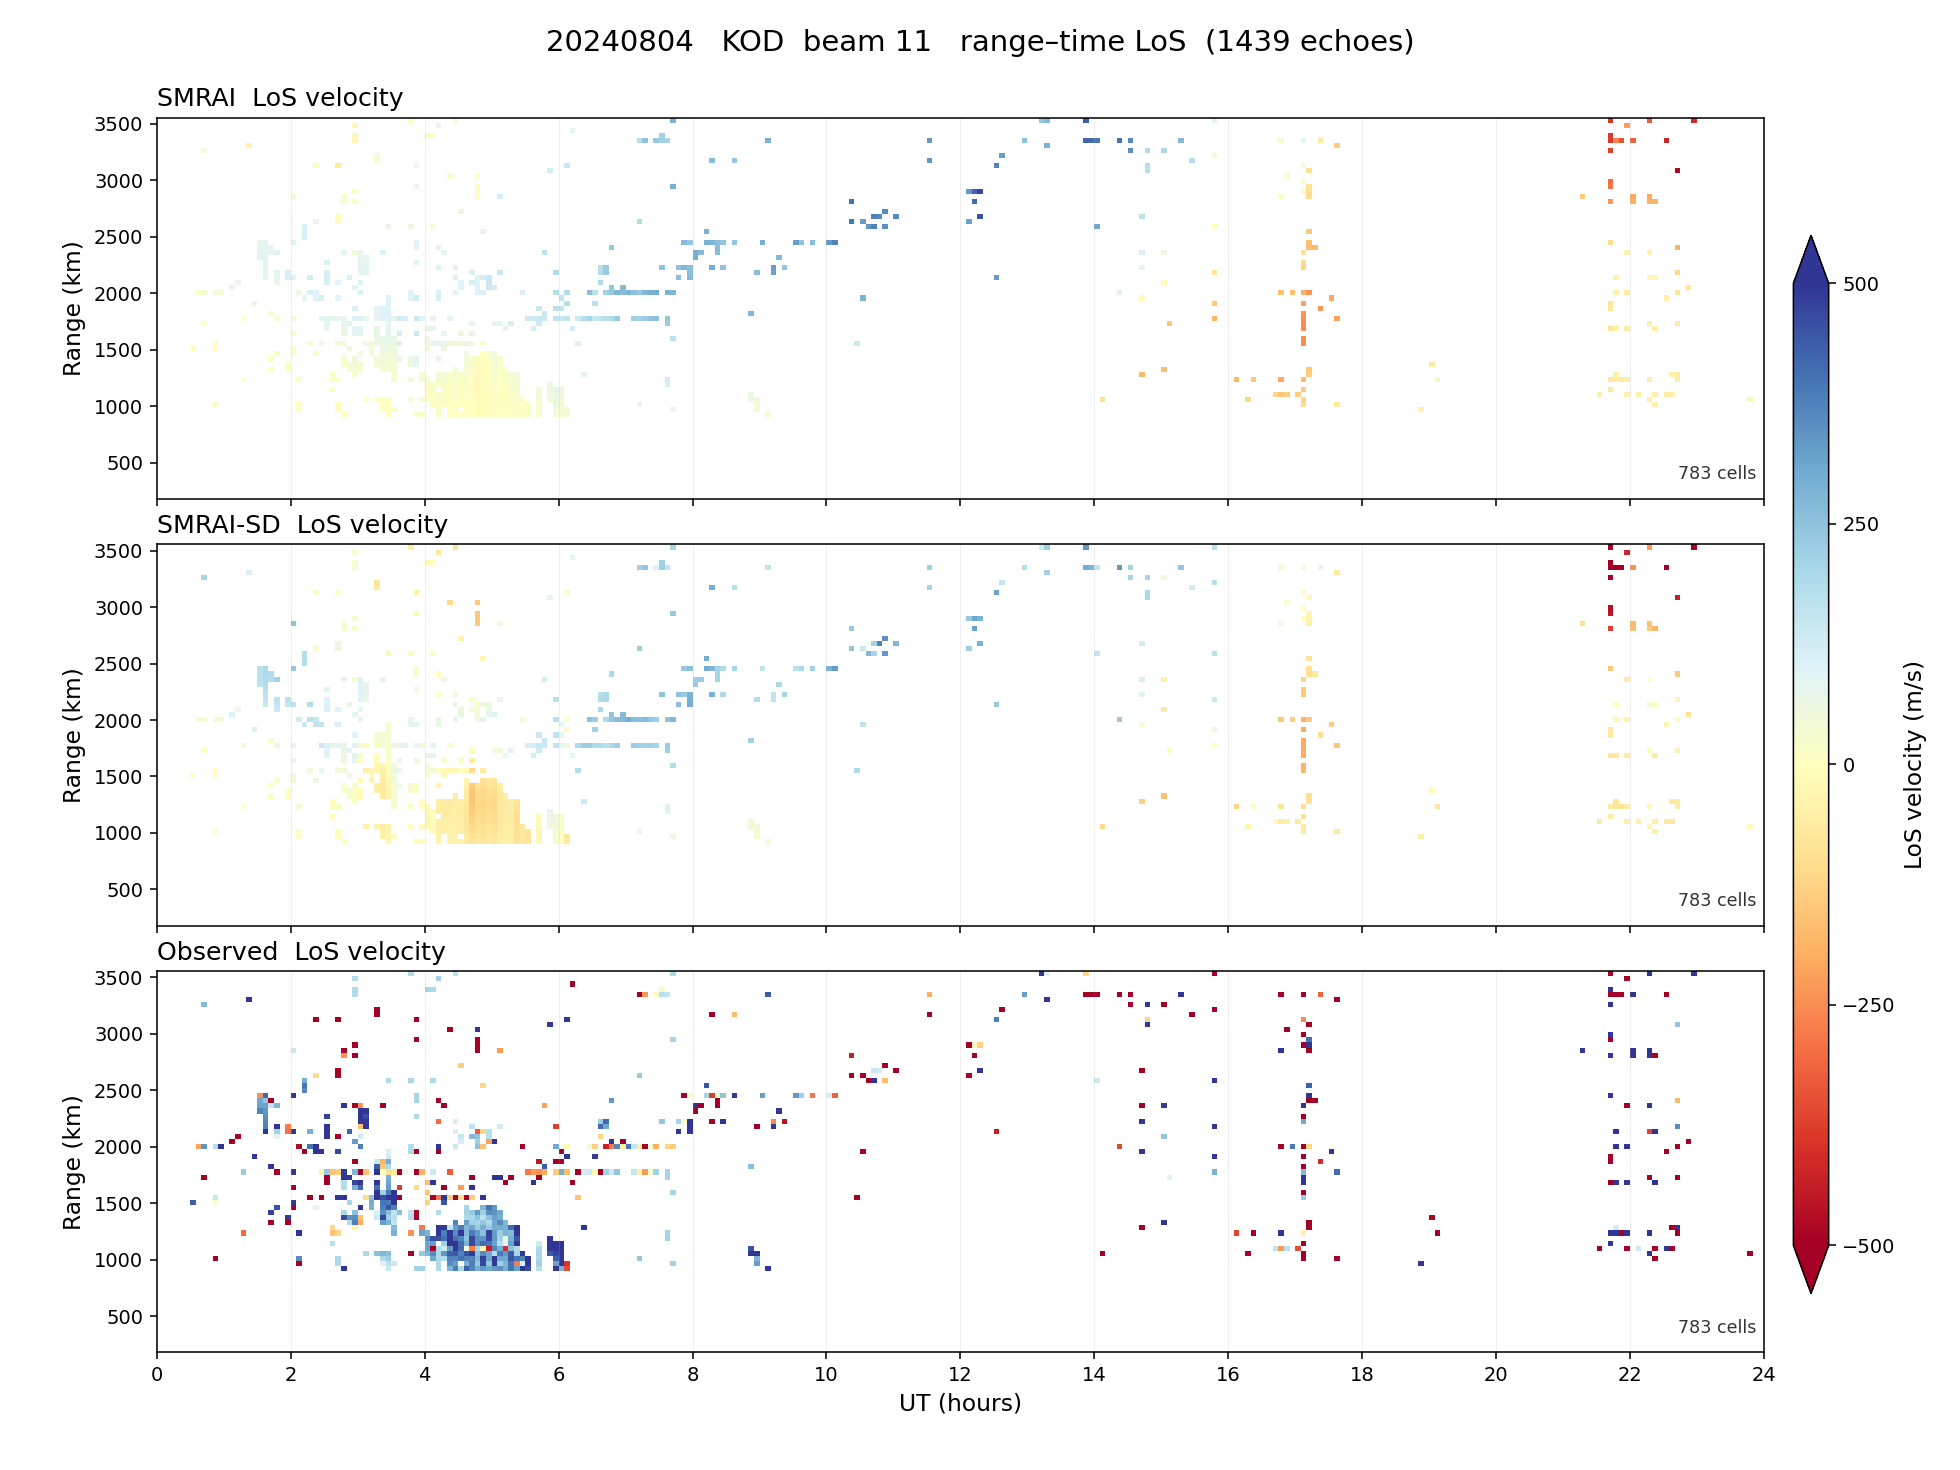 20240804   KOD  beam 11   range–time LoS  (1439 echoes)
SMRAI  LoS velocity
3500
3000
2500
2000
1500
1000
500
Range (km)
783 cells
SMRAI-SD  LoS velocity
3500
3000
2500
2000
1500
1000
500
Range (km)
783 cells
Observed  LoS velocity
3500
3000
2500
2000
1500
1000
500
Range (km)
783 cells
0 2 4 6 8 10 12 14 16 18 20 22 24
UT (hours)
500
250
0
−250
−500
LoS velocity (m/s)